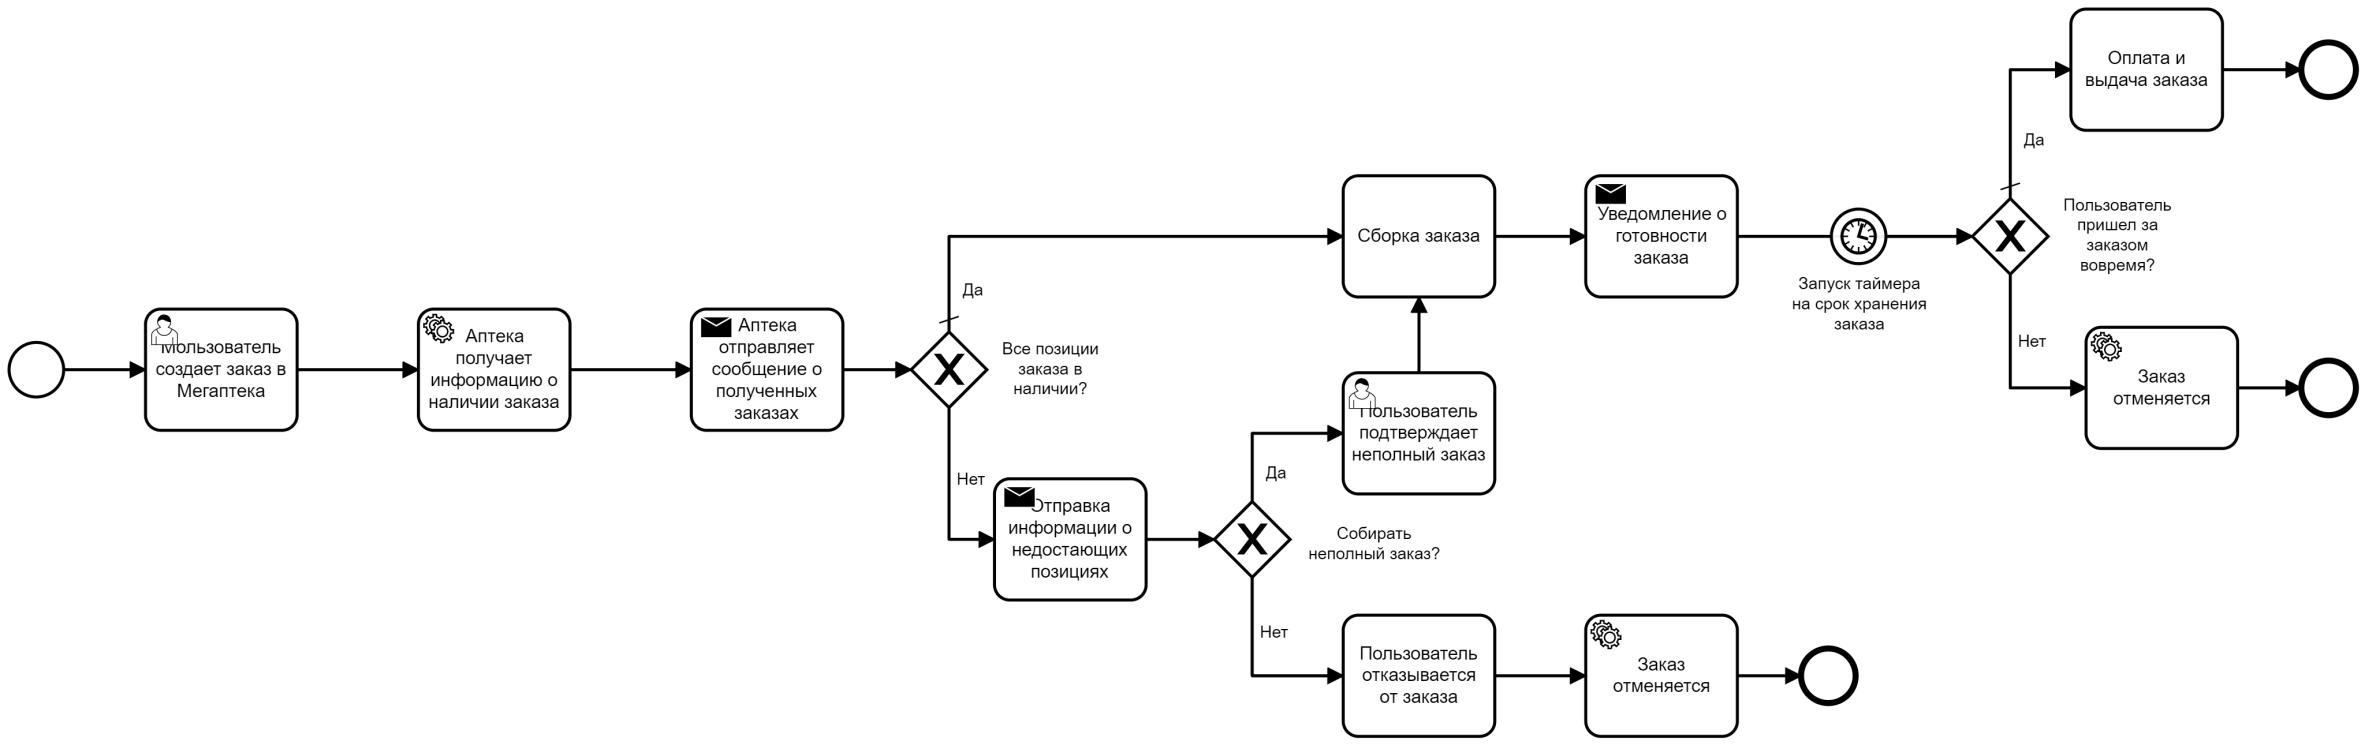 Пользователь
создает заказ в
Мегаптека
Аптека
получает
информацию о
наличии заказа
Аптека
отправляет
сообщение о
полученных
заказах
Все позиции
заказа в
наличии?
Да
Нет
Отправка
информации о
недостающих
позициях
Собирать
неполный заказ?
Да
Нет
Пользователь
подтверждает
неполный заказ
Пользователь
отказывается
от заказа
Заказ
отменяется
Сборка заказа
Уведомление о
готовности
заказа
Запуск таймера
на срок хранения
заказа
Пользователь
пришел за
заказом
вовремя?
Да
Нет
Оплата и
выдача заказа
Заказ
отменяется